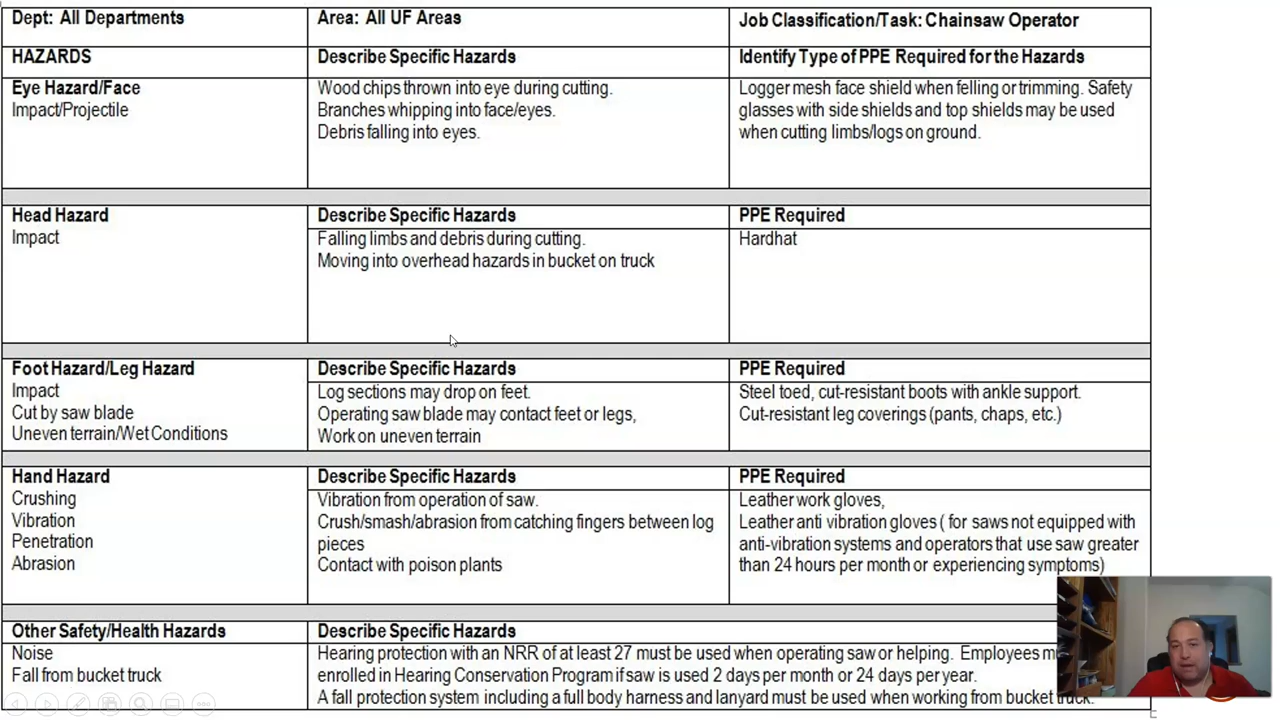 Dept: All Departments
Area: All UF Areas
Job Classification/Task: Chainsaw Operator
HAZARDS
Describe Specific Hazards
Identify Type of PPE Required for the Hazards
Eye Hazard/Face
Impact/Projectile
Wood chips thrown into eye during cutting.
Branches whipping into face/eyes.
Debris falling into eyes.
Logger mesh face shield when felling or trimming. Safety
glasses with side shields and top shields may be used
when cutting limbs/logs on ground.
Head Hazard
Impact
Describe Specific Hazards
Falling limbs and debris during cutting.
Moving into overhead hazards in bucket on truck
PPE Required
Hardhat
Foot Hazard/Leg Hazard
Impact
Cut by saw blade
Uneven terrain/Wet Conditions
Describe Specific Hazards
Log sections may drop on feet.
Operating saw blade may contact feet or legs,
Work on uneven terrain
PPE Required
Steel toed, cut-resistant boots with ankle support.
Cut-resistant leg coverings (pants, chaps, etc.)
Hand Hazard
Crushing
Vibration
Penetration
Abrasion
Describe Specific Hazards
Vibration from operation of saw.
Crush/smash/abrasion from catching fingers between log
pieces
Contact with poison plants
PPE Required
Leather work gloves,
Leather anti vibration gloves ( for saws not equipped with
anti-vibration systems and operators that use saw greater
than 24 hours per month or experiencing symptoms)
Other Safety/Health Hazards
Noise
Fall from bucket truck
Describe Specific Hazards
Hearing protection with an NRR of at least 27 must be used when operating saw or helping. Employees
enrolled in Hearing Conservation Program if saw is used 2 days per month or 24 days per year.
A fall protection system including a full body harness and lanyard must be used when working from bucket truck.